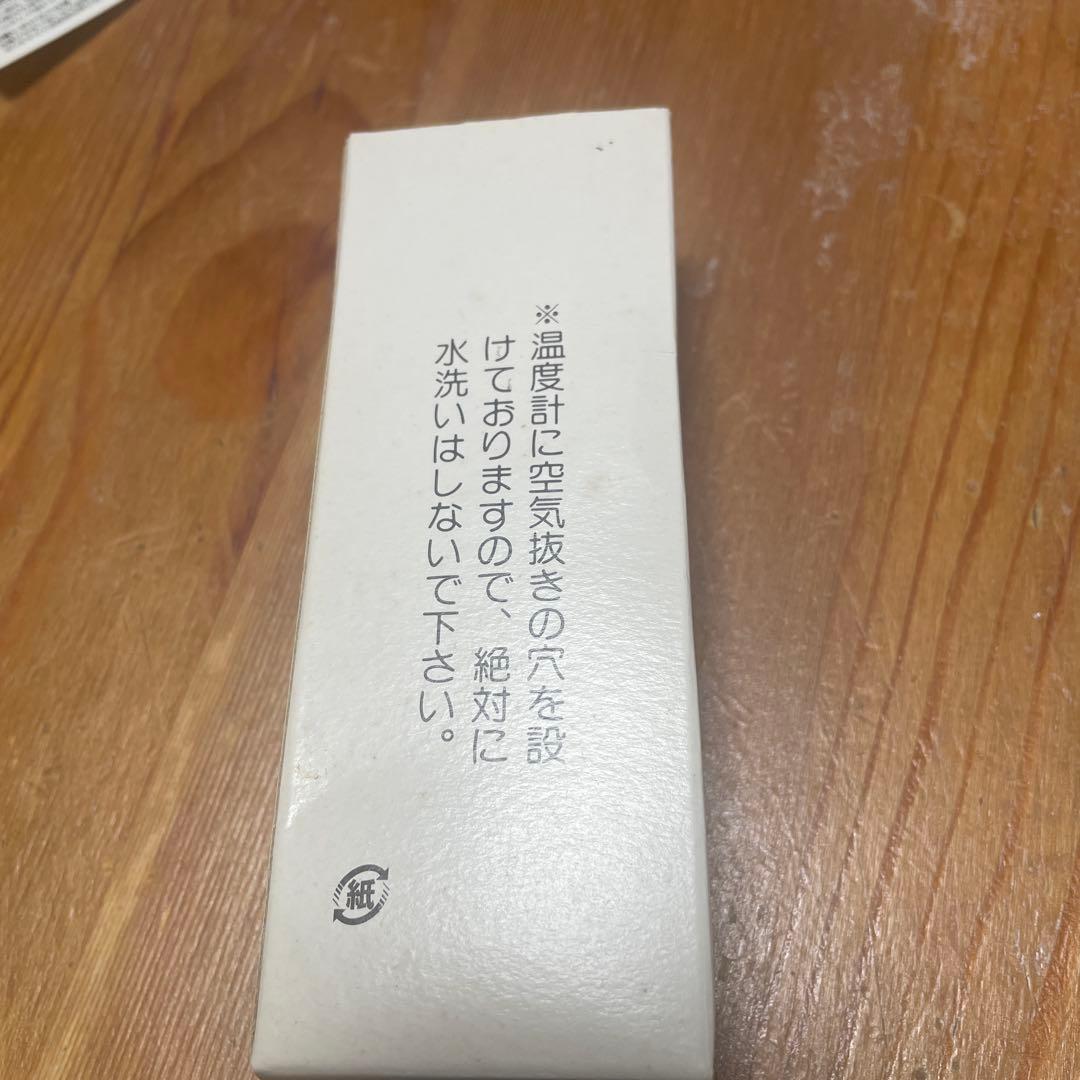 ※温度計に空気抜きの穴を設
けておりますので、絶対に
水洗いはしないで下さい。
紙